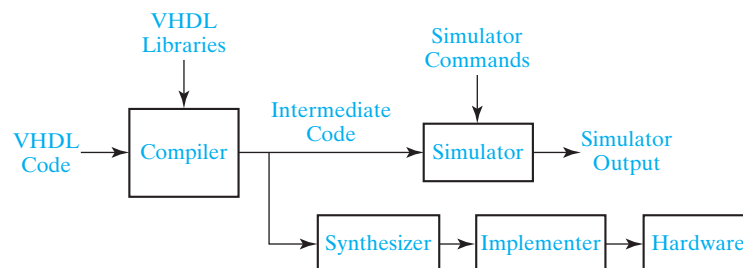 VHDL
Libraries
Simulator
Commands
VHDL
Code
Compiler
Intermediate
Code
Simulator
Simulator
Output
Synthesizer
Implementer
Hardware